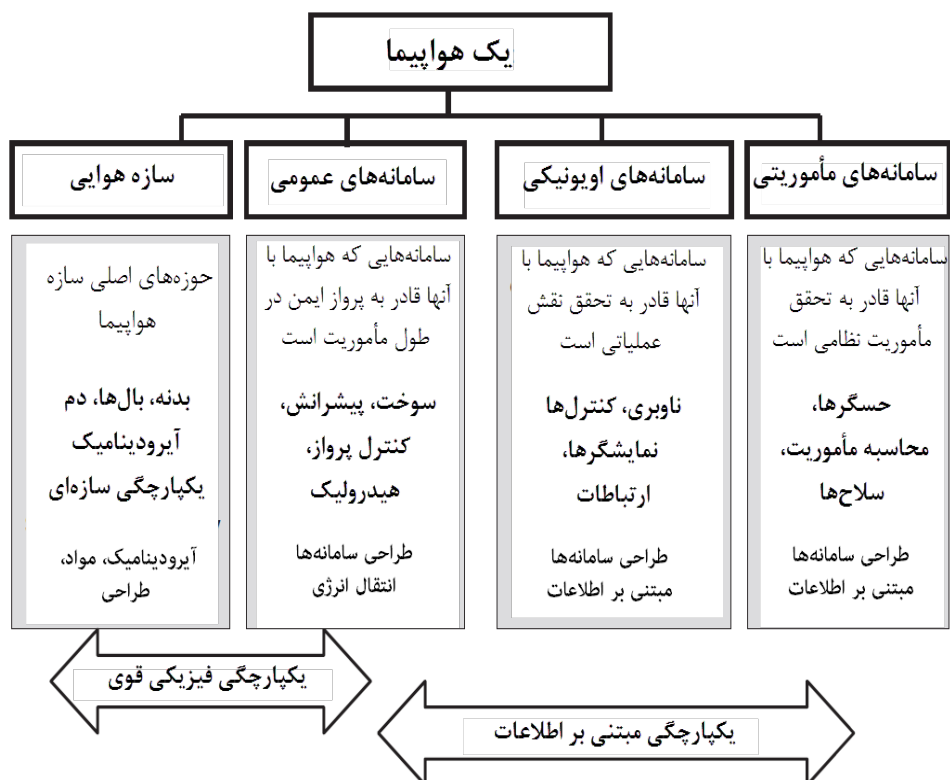 یک هواپیما
سامانه‌های مأموریتی
سامانه‌های اویونیکی
سامانه‌های عمومی
سازه هوایی
سامانه‌هایی که هواپیما با
آنها قادر به تحقق
مأموریت نظامی است
حسگرها،
محاسبه مأموریت،
سلاح‌ها
طراحی سامانه‌ها
مبتنی بر اطلاعات
سامانه‌هایی که هواپیما با
آنها قادر به تحقق نقش
عملیاتی است
ناوبری، کنترل‌ها
نمایشگرها،
ارتباطات
طراحی سامانه‌ها
مبتنی بر اطلاعات
سامانه‌هایی که هواپیما با
آنها قادر به پرواز ایمن در
طول مأموریت است
سوخت، پیشرانش،
کنترل پرواز،
هیدرولیک
طراحی سامانه‌ها
انتقال انرژی
حوزه‌های اصلی سازه
هواپیما
بدنه، بال‌ها، دم
آیرودینامیک
یکپارچگی سازه‌ای
آیرودینامیک، مواد،
طراحی
یکپارچگی فیزیکی قوی
یکپارچگی مبتنی بر اطلاعات